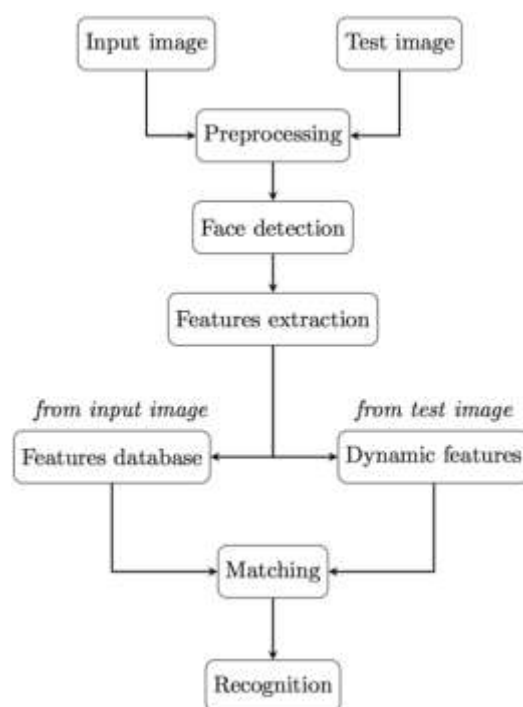 Input image
Test image
Preprocessing
Face detection
Features extraction
from input image
from test image
Features database
Dynamic features
Matching
Recognition